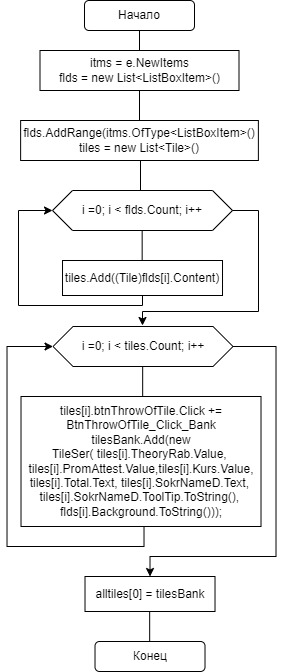 Начало
itms = e.NewItems
flds = new List<ListBoxItem>()
flds.AddRange(itms.OfType<ListBoxItem>()
tiles = new List<Tile>()
i =0; i < flds.Count; i++
tiles.Add((Tile)flds[i].Content)
i =0; i < tiles.Count; i++
tiles[i].btnThrowOfTile.Click +=
BtnThrowOfTile_Click_Bank
tilesBank.Add(new
TileSer( tiles[i].TheoryRab.Value,
tiles[i].PromAttest.Value,tiles[i].Kurs.Value,
tiles[i].Total.Text, tiles[i].SokrNameD.Text,
tiles[i].SokrNameD.ToolTip.ToString(),
flds[i].Background.ToString()));
alltiles[0] = tilesBank
Конец